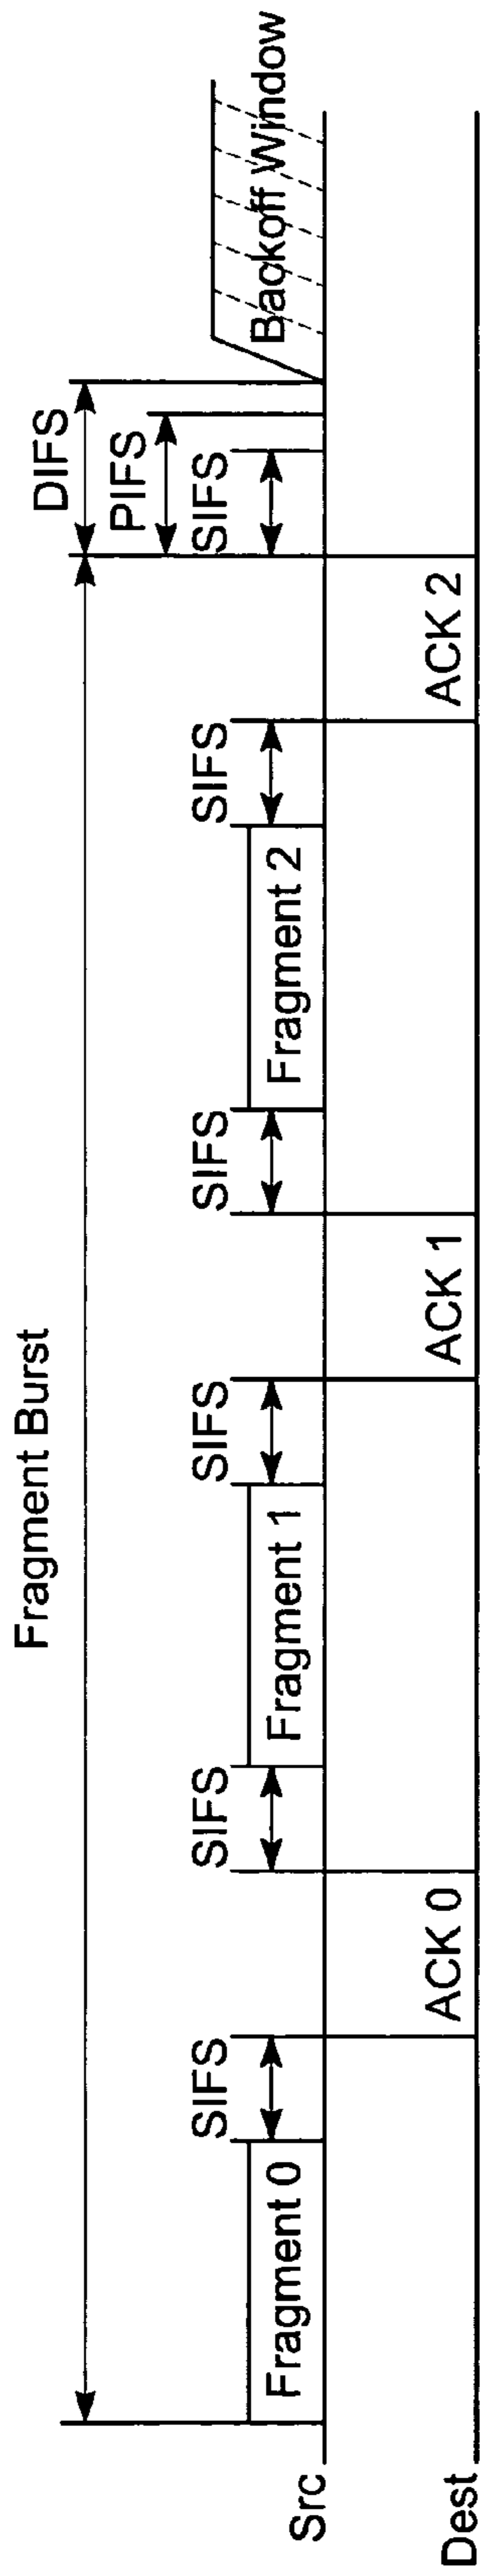 Fragment Burst
DIFS
PIFS
SIFS
SIFS
SIFS
SIFS
SIFS
SIFS
Src
Fragment 0
Fragment 1
Fragment 2
Backoff Window
Dest
ACK 0
ACK 1
ACK 2